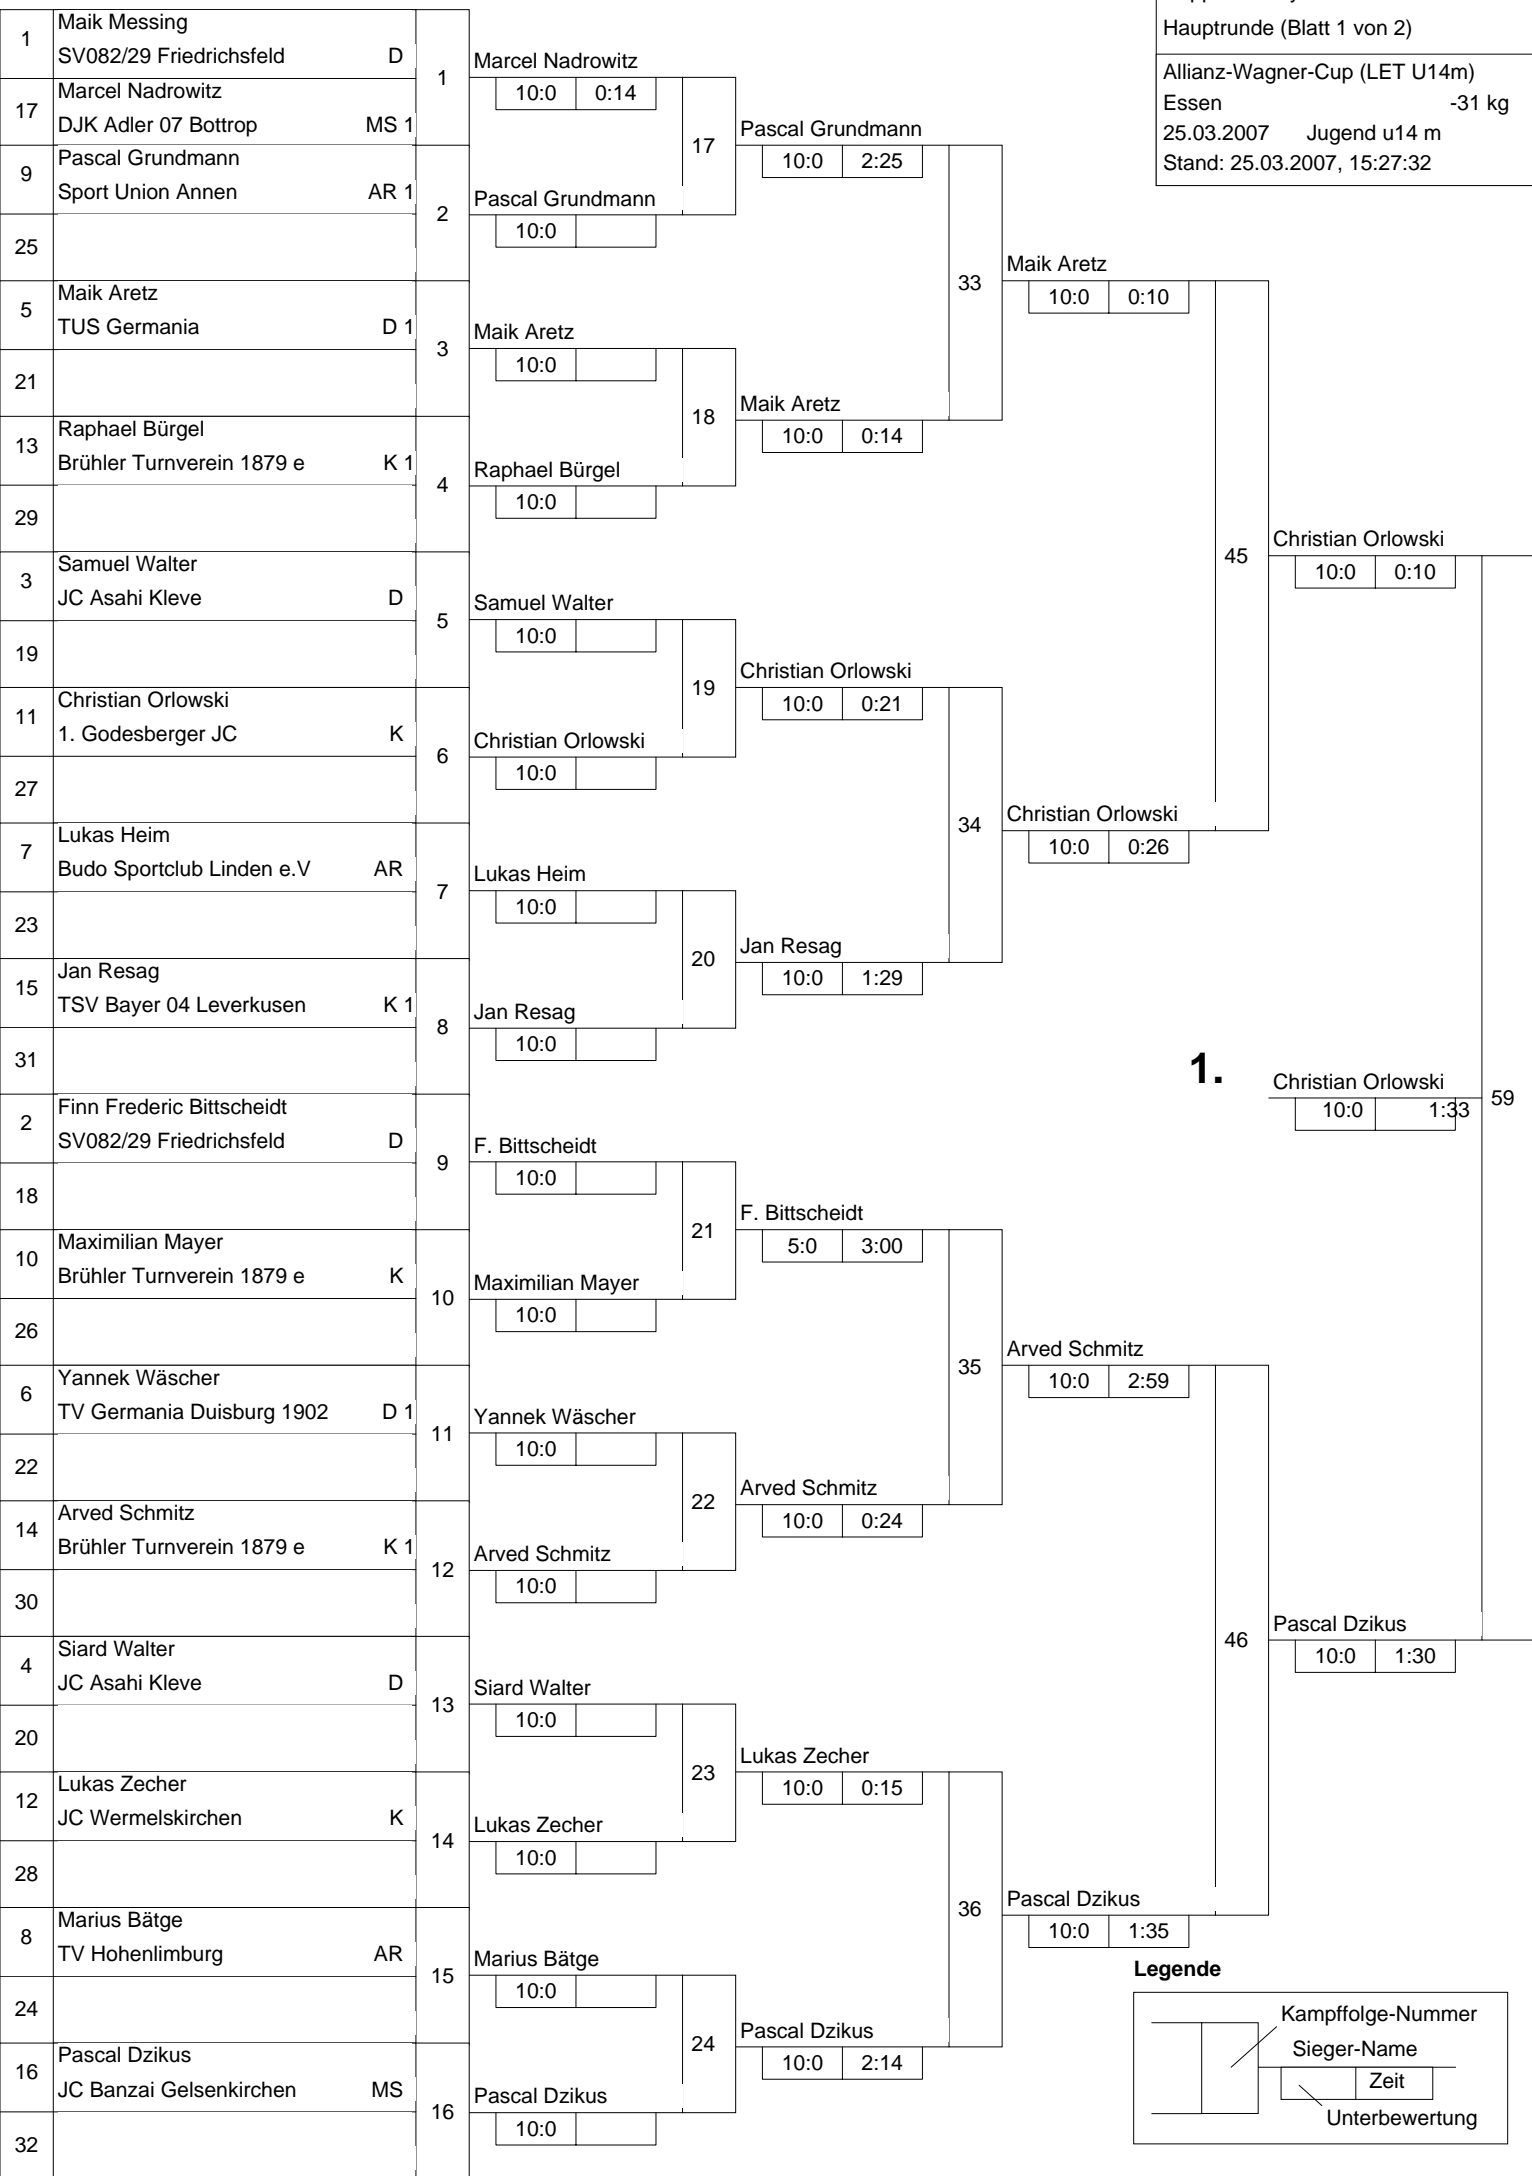 Hauptrunde (Blatt 1 von 2)
Allianz-Wagner-Cup (LET U14m)
Essen -31 kg
25.03.2007 Jugend u14 m
Stand: 25.03.2007, 15:27:32
1 Maik Messing
SV082/29 Friedrichsfeld D
17 Marcel Nadrowitz
DJK Adler 07 Bottrop MS 1
9 Pascal Grundmann
Sport Union Annen AR 1
25
5 Maik Aretz
TUS Germania D 1
21
13 Raphael Bürgel
Brühler Turnverein 1879 e K 1
29
3 Samuel Walter
JC Asahi Kleve D
19
11 Christian Orlowski
1. Godesberger JC K
27
7 Lukas Heim
Budo Sportclub Linden e.V AR
23
15 Jan Resag
TSV Bayer 04 Leverkusen K 1
31
2 Finn Frederic Bittscheidt
SV082/29 Friedrichsfeld D
18
10 Maximilian Mayer
Brühler Turnverein 1879 e K
26
6 Yannek Wäscher
TV Germania Duisburg 1902 D 1
22
14 Arved Schmitz
Brühler Turnverein 1879 e K 1
30
4 Siard Walter
JC Asahi Kleve D
20
12 Lukas Zecher
JC Wermelskirchen K
28
8 Marius Bätge
TV Hohenlimburg AR
24
16 Pascal Dzikus
JC Banzai Gelsenkirchen MS
32
1 Marcel Nadrowitz
10:0 0:14
2 Pascal Grundmann
10:0
3 Maik Aretz
10:0
4 Raphael Bürgel
10:0
5 Samuel Walter
10:0
6 Christian Orlowski
10:0
7 Lukas Heim
10:0
8 Jan Resag
10:0
9 F. Bittscheidt
10:0
10 Maximilian Mayer
10:0
11 Yannek Wäscher
10:0
12 Arved Schmitz
10:0
13 Siard Walter
10:0
14 Lukas Zecher
10:0
15 Marius Bätge
10:0
16 Pascal Dzikus
10:0
17 Pascal Grundmann
10:0 2:25
18 Maik Aretz
10:0 0:14
19 Christian Orlowski
10:0 0:21
20 Jan Resag
10:0 1:29
21 F. Bittscheidt
5:0 3:00
22 Arved Schmitz
10:0 0:24
23 Lukas Zecher
10:0 0:15
24 Pascal Dzikus
10:0 2:14
33 Maik Aretz
10:0 0:10
34 Christian Orlowski
10:0 0:26
35 Arved Schmitz
10:0 2:59
36 Pascal Dzikus
10:0 1:35
45 Christian Orlowski
10:0 0:10
46 Pascal Dzikus
10:0 1:30
1. Christian Orlowski 59
10:0 1:33
Legende
Kampffolge-Nummer
Sieger-Name
Zeit
Unterbewertung